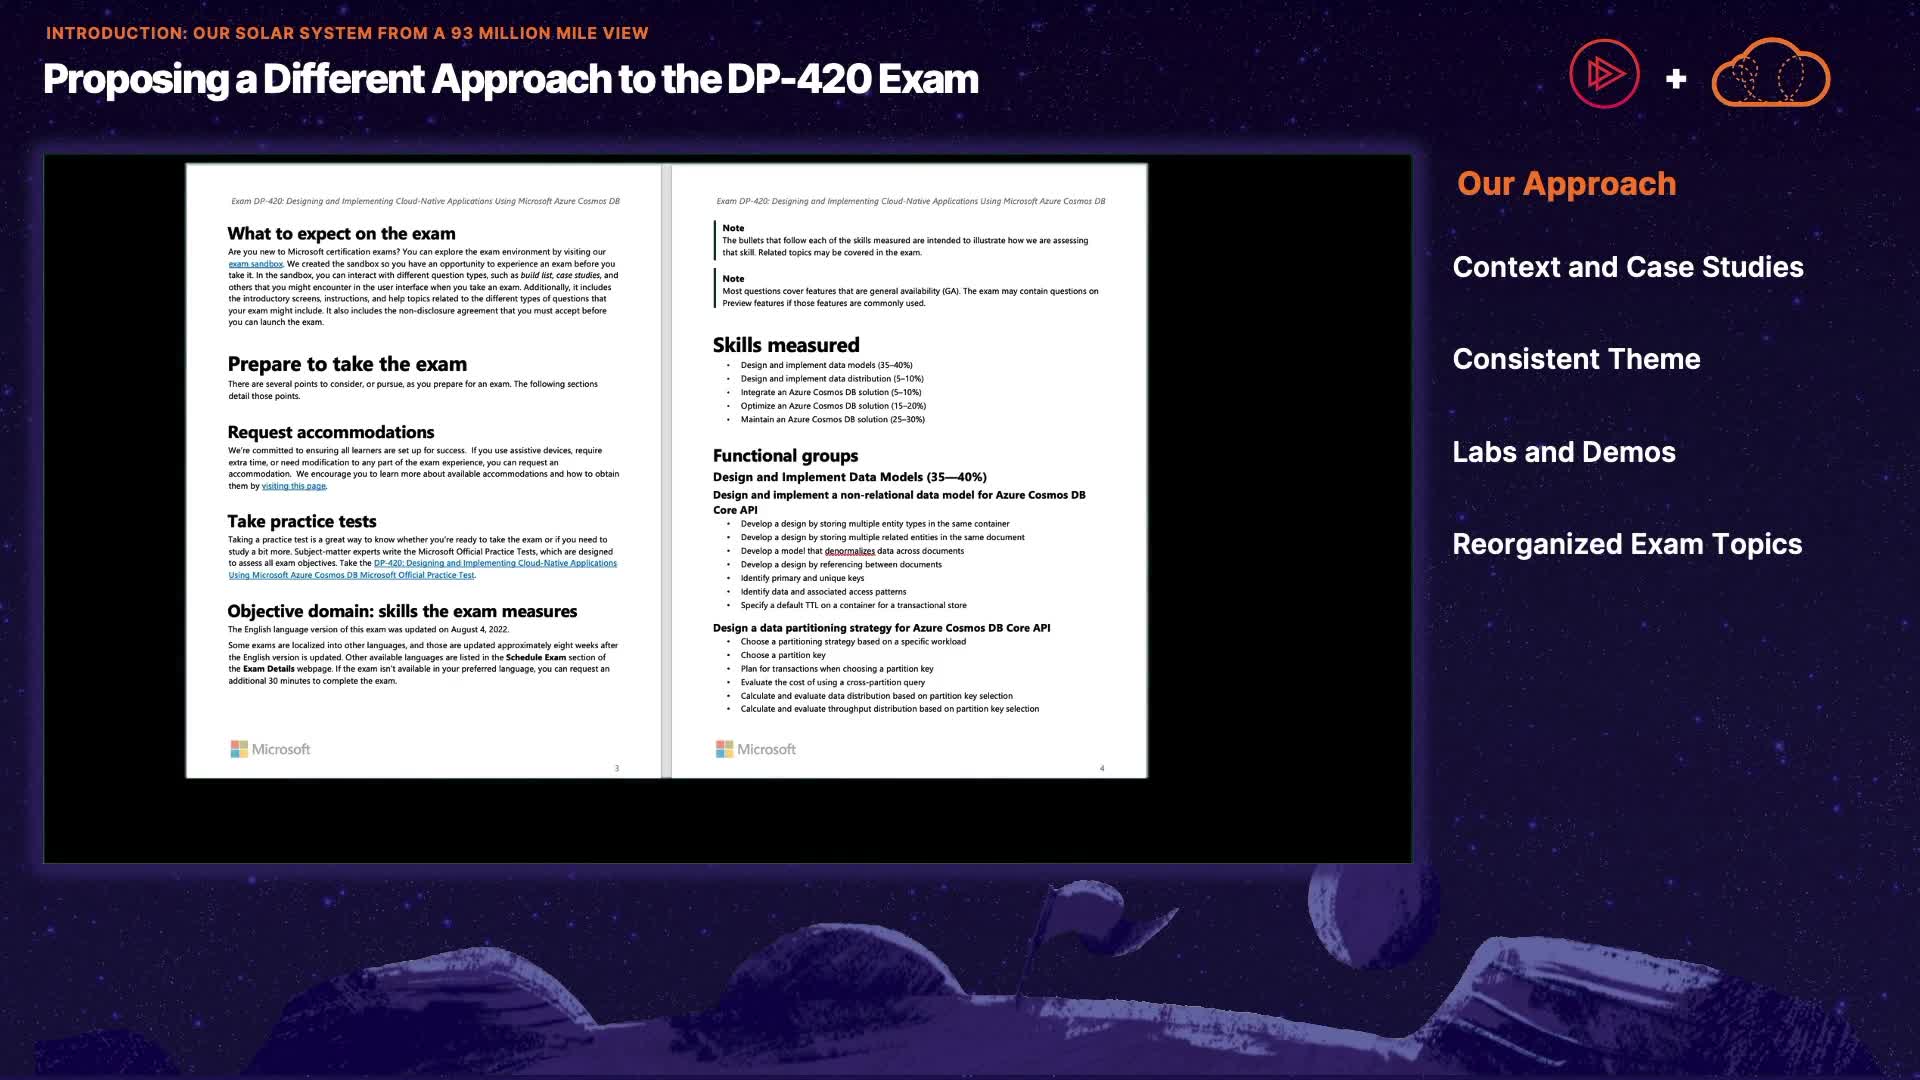 INTRODUCTION: OUR SOLAR SYSTEM FROM A 93 MILLION MILE VIEW
Proposing a Different Approach to the DP-420 Exam
+
Exam DP-420: Designing and Implementing Cloud-Native Applications Using Microsoft Azure Cosmos DB
What to expect on the exam
Are you new to Microsoft certification exams? You can explore the exam environment by visiting our
exam sandbox. We created the sandbox so you have an opportunity to experience an exam before you
take it. In the sandbox, you can interact with different question types, such as build list, case studies, and
others that you might encounter in the user interface when you take an exam. Additionally, it includes
the introductory screens, instructions, and help topics related to the different types of questions that
your exam might include. It also includes the non-disclosure agreement that you must accept before
you can launch the exam.
Prepare to take the exam
There are several points to consider, or pursue, as you prepare for an exam. The following sections
detail those points.
Request accommodations
We're committed to ensuring all learners are set up for success. If you use assistive devices, require
extra time, or need modification to any part of the exam experience, you can request an
accommodation. We encourage you to learn more about available accommodations and how to obtain
them by visiting this page.
Take practice tests
Taking a practice test is a great way to know whether you're ready to take the exam or if you need to
study a bit more. Subject-matter experts write the Microsoft Official Practice Tests, which are designed
to assess all exam objectives. Take the DP-420: Designing and Implementing Cloud-Native Applications
Using Microsoft Azure Cosmos DB Microsoft Official Practice Test.
Objective domain: skills the exam measures
The English language version of this exam was updated on August 4, 2022.
Some exams are localized into other languages, and those are updated approximately eight weeks after
the English version is updated. Other available languages are listed in the Schedule Exam section of
the Exam Details webpage. If the exam isn't available in your preferred language, you can request an
additional 30 minutes to complete the exam.
Microsoft
3
Exam DP-420: Designing and Implementing Cloud-Native Applications Using Microsoft Azure Cosmos DB
Note
The bullets that follow each of the skills measured are intended to illustrate how we are assessing
that skill. Related topics may be covered in the exam.
Note
Most questions cover features that are general availability (GA). The exam may contain questions on
Preview features if those features are commonly used.
Skills measured
• Design and implement data models (35–40%)
• Design and implement data distribution (5–10%)
• Integrate an Azure Cosmos DB solution (5–10%)
• Optimize an Azure Cosmos DB solution (15–20%)
• Maintain an Azure Cosmos DB solution (25–30%)
Functional groups
Design and Implement Data Models (35—40%)
Design and implement a non-relational data model for Azure Cosmos DB
Core API
• Develop a design by storing multiple entity types in the same container
• Develop a design by storing multiple related entities in the same document
• Develop a model that denormalizes data across documents
• Develop a design by referencing between documents
• Identify primary and unique keys
• Identify data and associated access patterns
• Specify a default TTL on a container for a transactional store
Design a data partitioning strategy for Azure Cosmos DB Core API
• Choose a partitioning strategy based on a specific workload
• Choose a partition key
• Plan for transactions when choosing a partition key
• Evaluate the cost of using a cross-partition query
• Calculate and evaluate data distribution based on partition key selection
• Calculate and evaluate throughput distribution based on partition key selection
Microsoft
4
Our Approach
Context and Case Studies
Consistent Theme
Labs and Demos
Reorganized Exam Topics